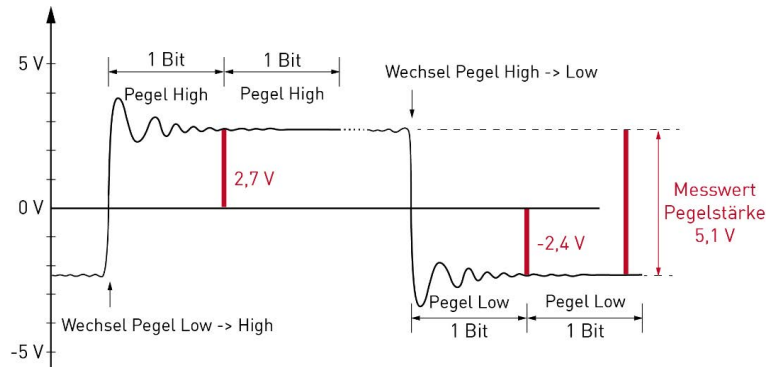 5 V
1 Bit
1 Bit
Pegel High
Pegel High
Wechsel Pegel High -> Low
2,7 V
0 V
-2,4 V
Messwert
Pegelstärke
5,1 V
Wechsel Pegel Low -> High
Pegel Low
Pegel Low
1 Bit
1 Bit
-5 V